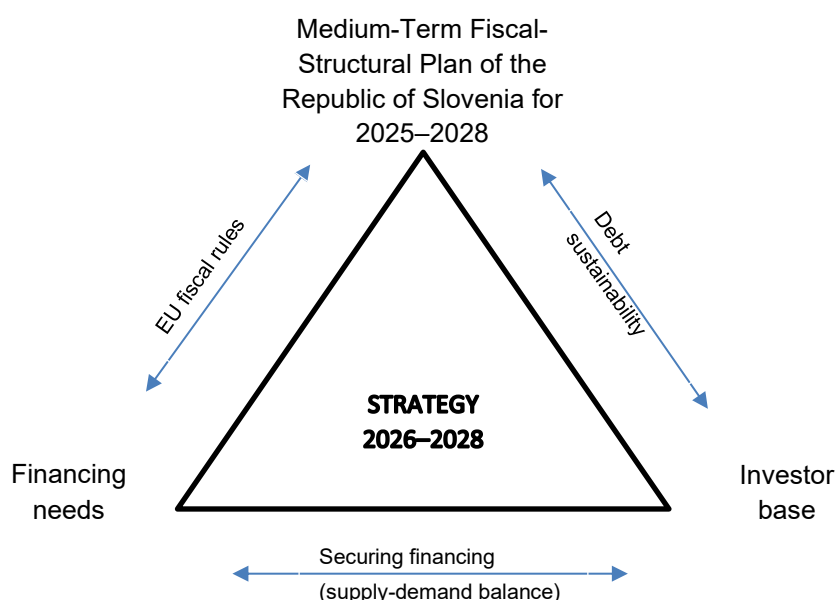 Medium-Term Fiscal-
Structural Plan of the
Republic of Slovenia for
2025–2028
EU fiscal rules
Debt
sustainability
STRATEGY
2026–2028
Financing
needs
Investor
base
Securing financing
(supply-demand balance)